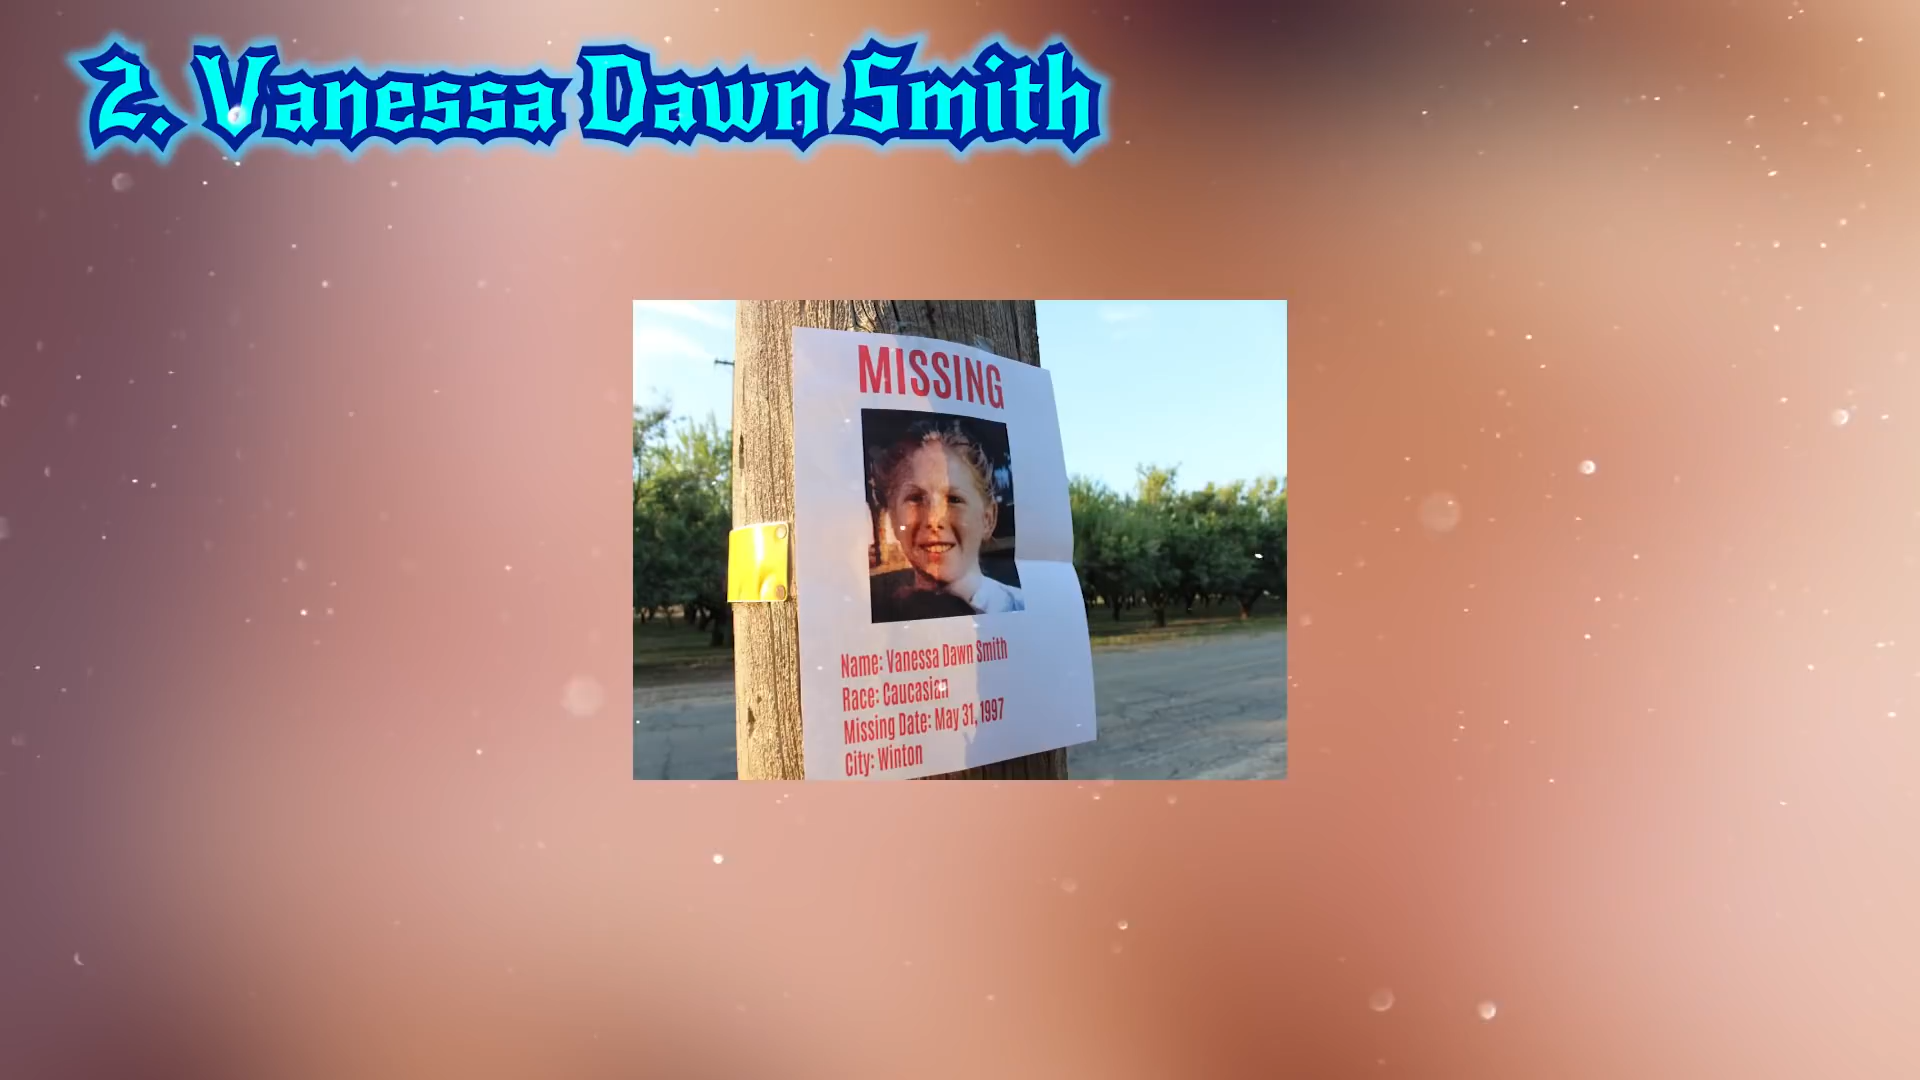 2. Vanessa Dawn Smith
MISSING
Name: Vanessa Dawn Smith
Race: Caucasian
Missing Date: May 31, 1997
City: Winton